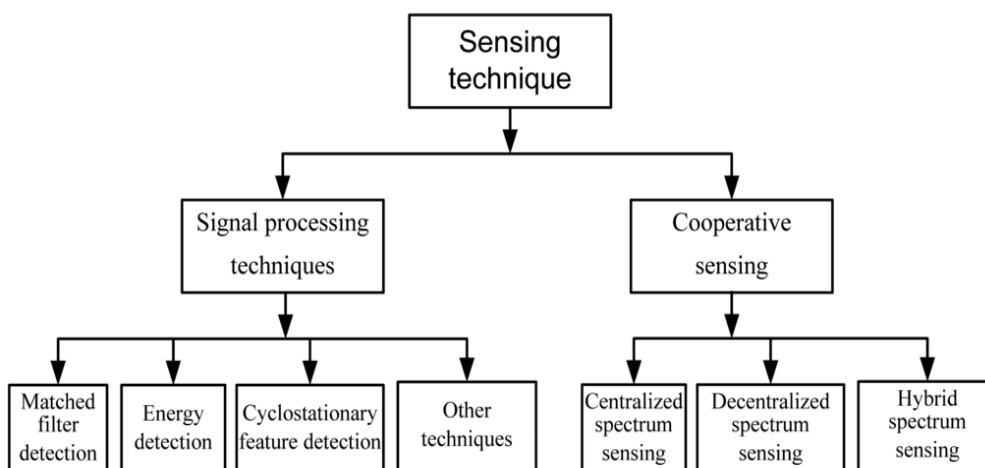 Sensing
technique
Signal processing
techniques
Cooperative
sensing
Matched
filter
detection
Energy
detection
Cyclostationary
feature detection
Other
techniques
Centralized
spectrum
sensing
Decentralized
spectrum
sensing
Hybrid
spectrum
sensing